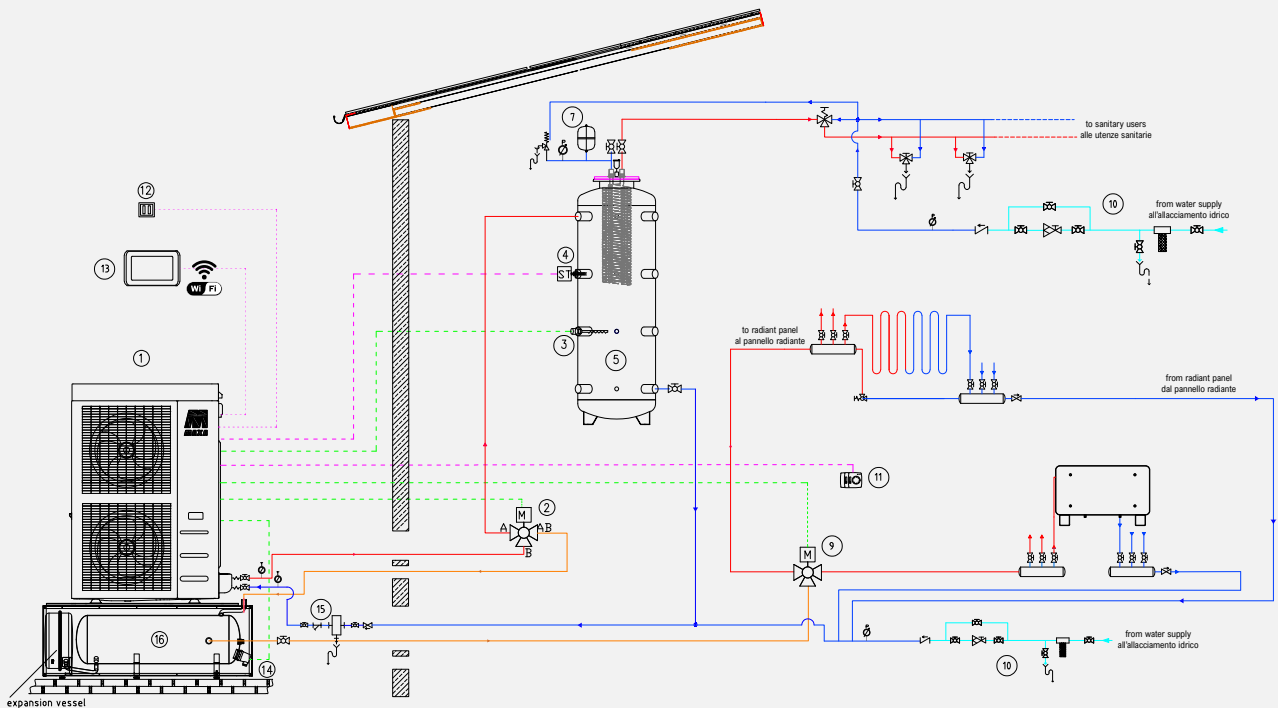 7
to sanitary users
alle utenze sanitarie
12
10
from water supply
all'allacciamento idrico
4
ST
13
Wi Fi
3
5
to radiant panel
al pannello radiante
1
from radiant panel
dal pannello radiante
11
M
2
A
AB
B
M
9
15
16
14
10
from water supply
all'allacciamento idrico
expansion vessel